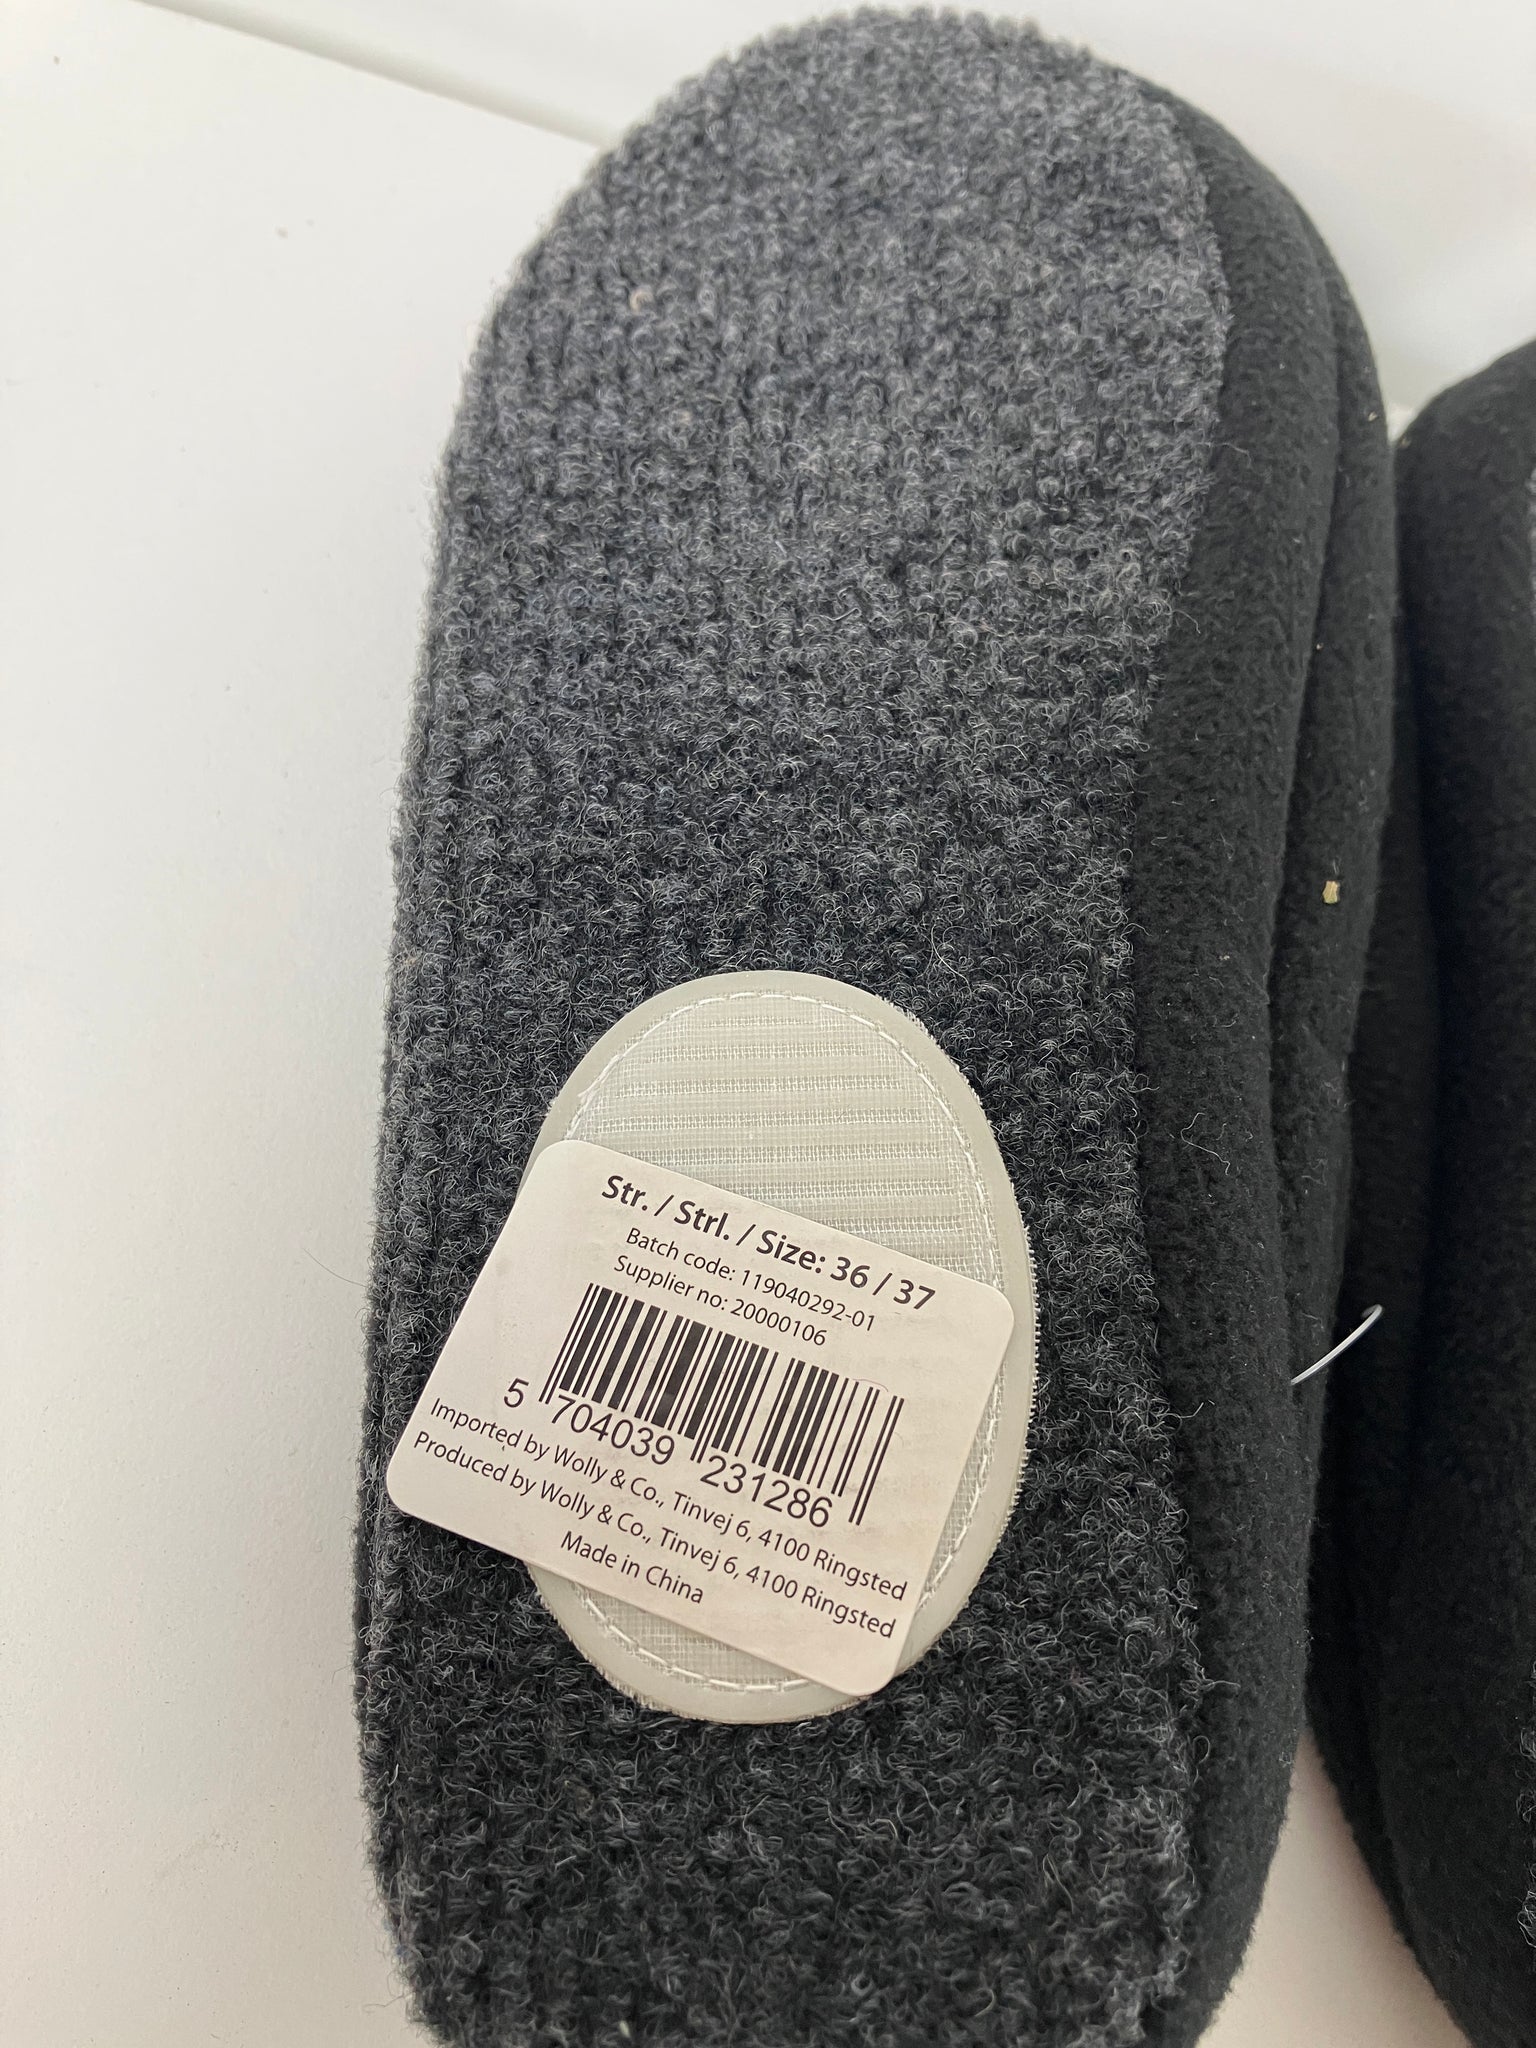 Str. / Strl. / Size: 36 / 37
Batch code: 119040292-01
Supplier no: 20000106
5 704039 231286
Imported by Wolly & Co., Tinvej 6, 4100 Ringsted
Produced by Wolly & Co., Tinvej 6, 4100 Ringsted
Made in China